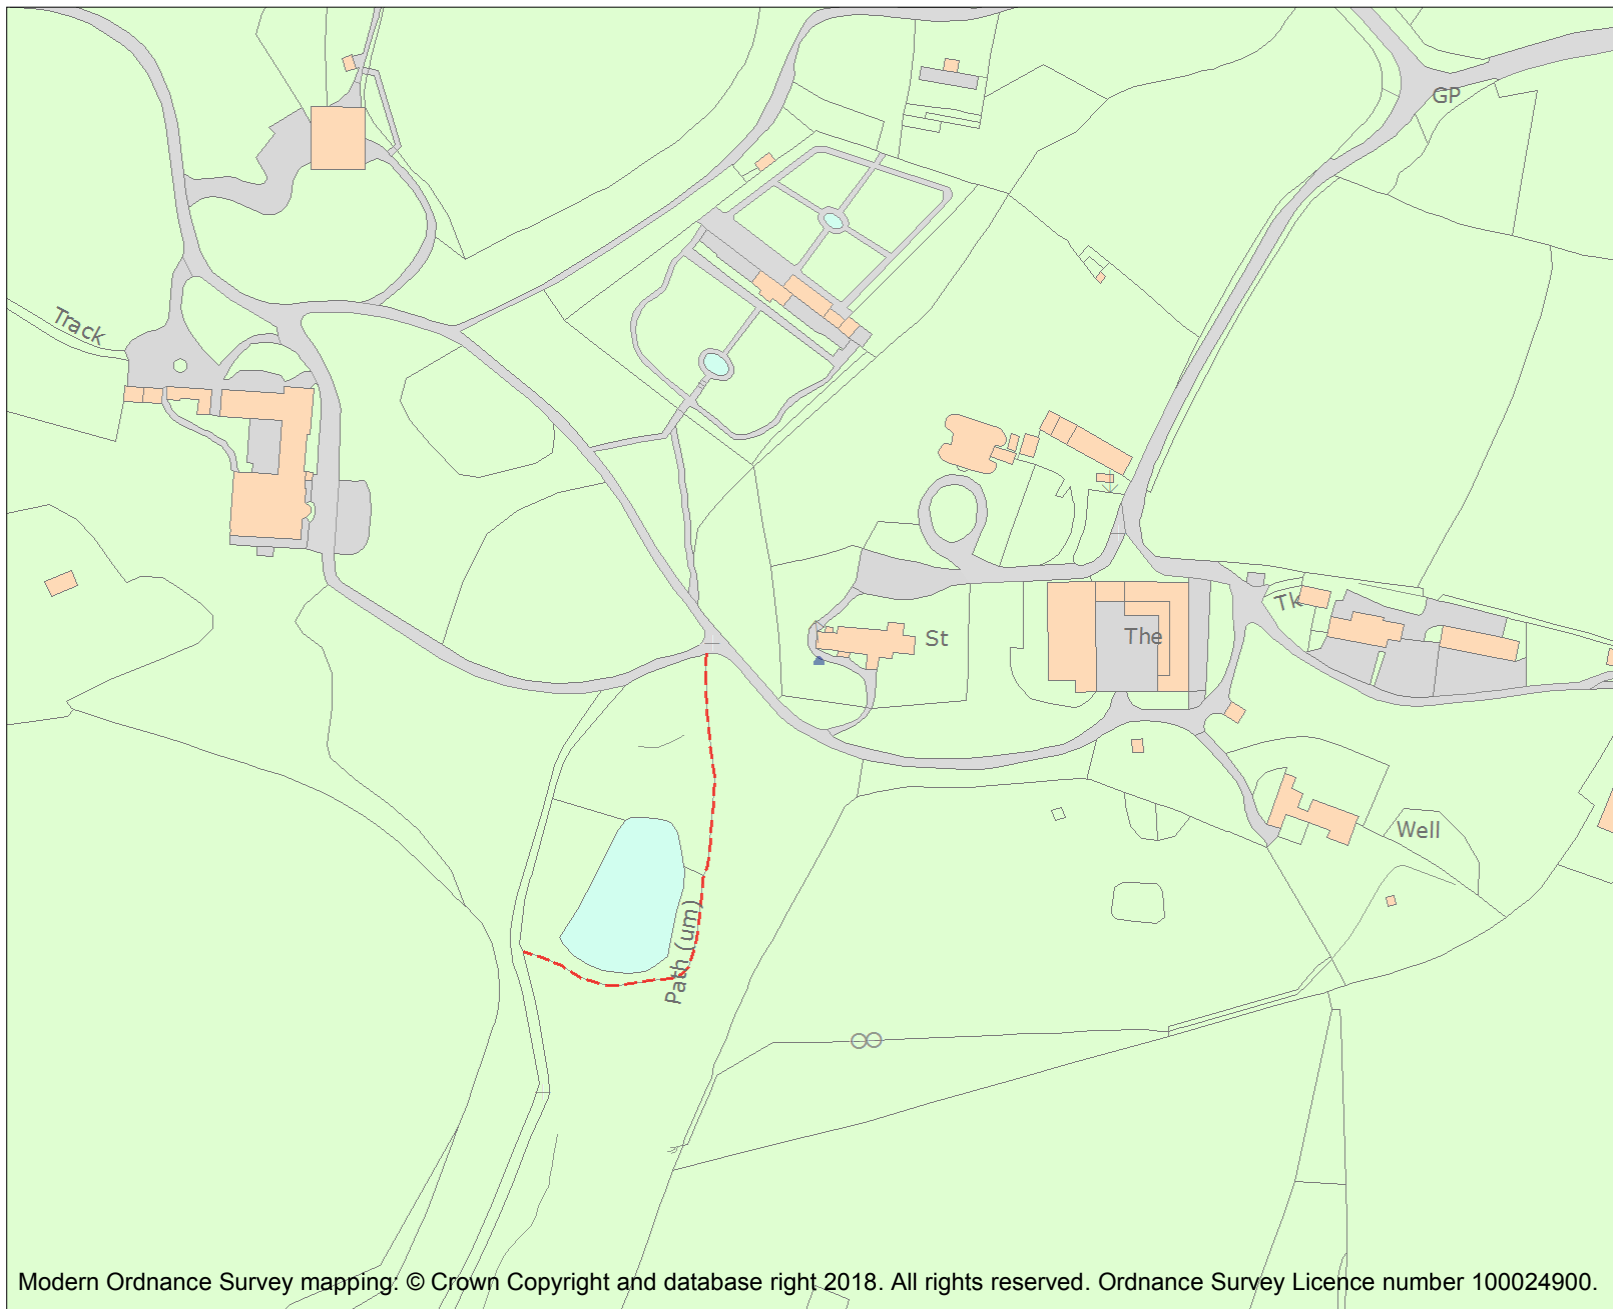 GP
Track
Tk
St
The
Well
Path (um)
Modern Ordnance Survey mapping: © Crown Copyright and database right 2018. All rights reserved. Ordnance Survey Licence number 100024900.